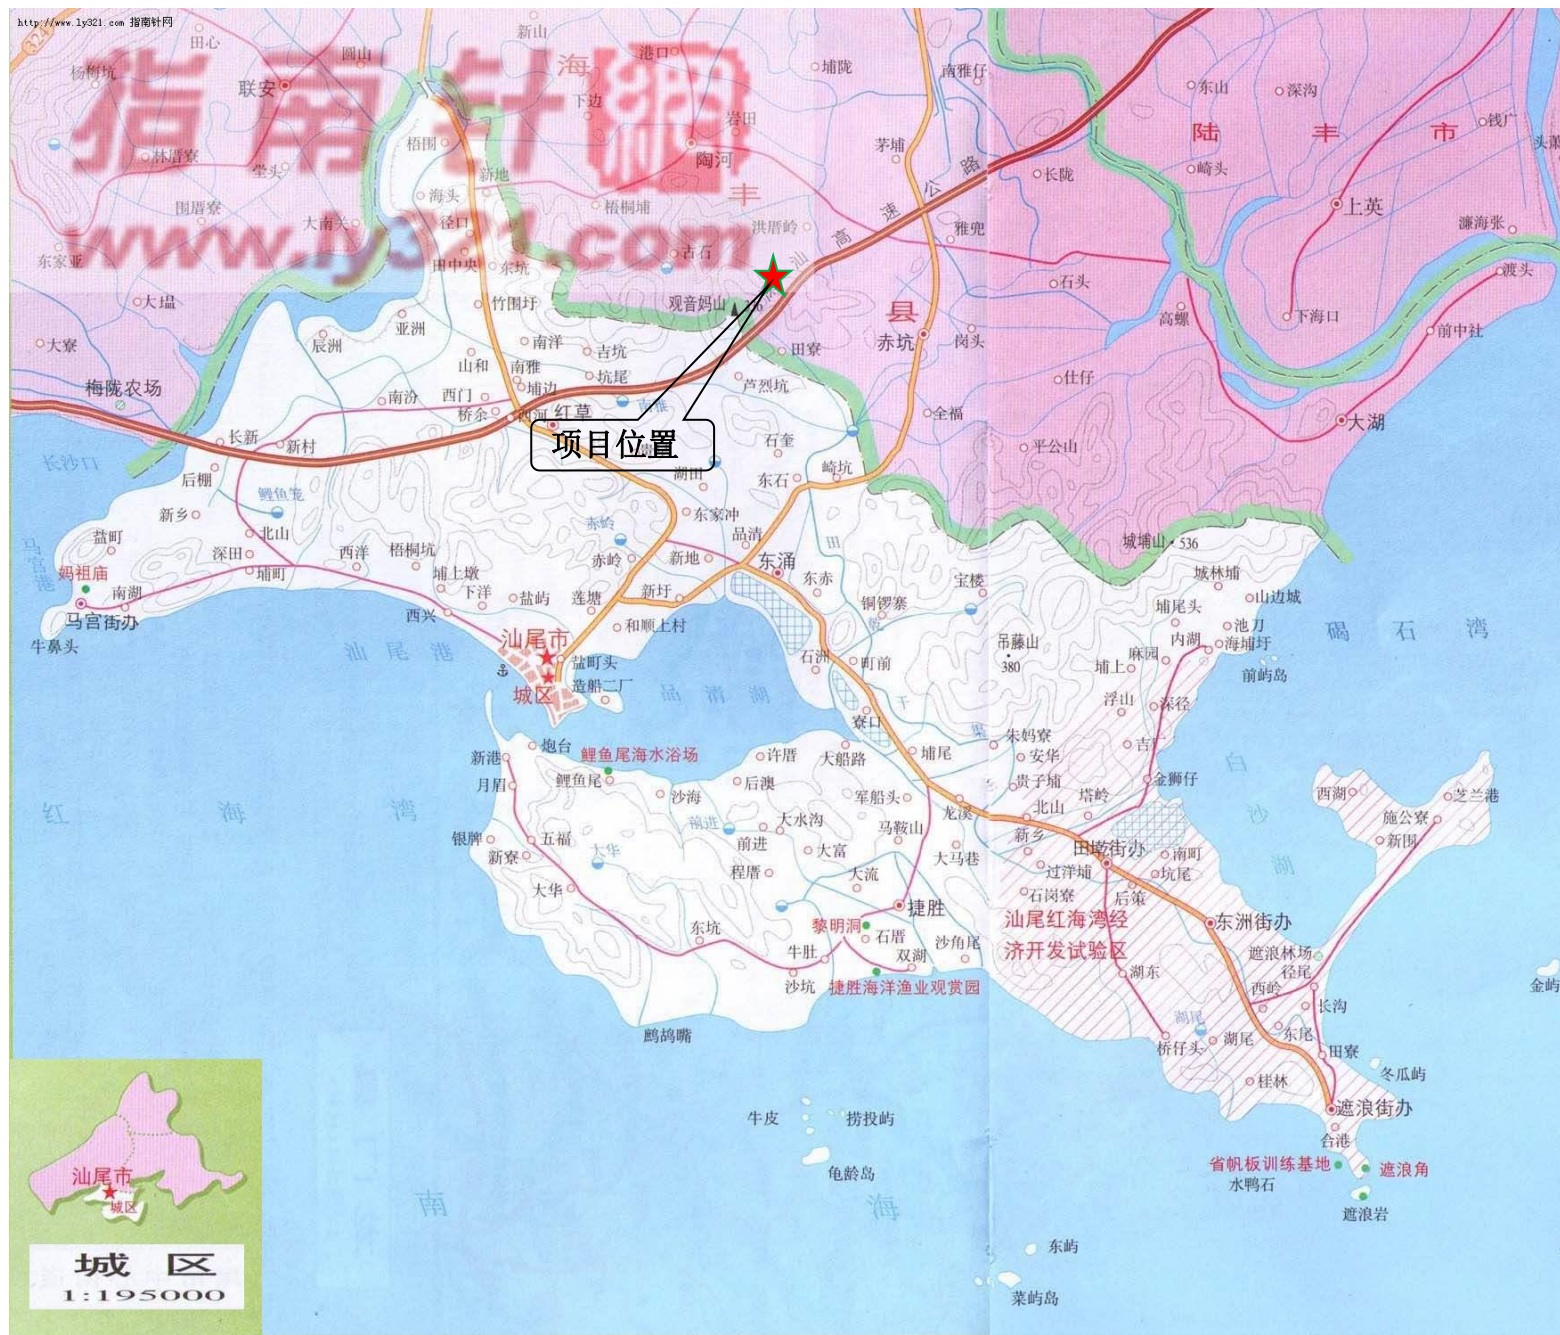 http://www.ly321.com 指南针网
324
田心
圆山
新山
海
港口
埔陇
南雅仔
杨梅坑
联安
下边
岩田
东山
深沟
钱广
陆丰市
指南针网
梧围
陶河
茅埔
林厝寮
堂头
新地
长陇
崎头
围厝寮
海头
梧桐埔
丰
高速公路
上英
大南关
径口
洪厝岭
雅兜
濂海张
www.ly321.com
东家亚
田中央
东坑
古石
汕
石头
渡头
大塭
竹围圩
观音妈山
县
高螺
下海口
前中社
亚洲
辰洲
南洋
吉坑
田寮
赤坑
岗头
大寮
山和
南雅
梅陇农场
南汾
西门
埔边
坑尾
芦烈坑
仕仔
桥余
西河
红草
南雅
全福
大湖
长新
新村
项目位置
石奎
平公山
长沙口
后棚
湖田
东石
崎坑
鲤鱼笼
新乡
北山
赤岭
东家冲
品清
田
城埔山·536
盐町
深田
西洋
梧桐坑
赤岭
新地
东涌
马宫港
妈祖庙
埔町
埔上墩
东赤
宝楼
城林埔
南湖
下洋
盐屿
莲塘
新圩
铜锣寨
山边城
马宫街办
西兴
和顺上村
乾
埔尾头
池刀
碣石湾
牛鼻头
汕尾港
汕尾市
盐町头
石洲
町前
吊藤山
380
内湖
海埔圩
麻园
埔上
前屿岛
城区
造船二厂
品清湖
干
浮山
深径
寮口
渠
朱妈寮
新港
炮台
鲤鱼尾海水浴场
许厝
大船路
埔尾
安华
白沙湖
月眉
鲤鱼尾
后澳
贵子埔
金狮仔
西湖
芝兰港
红海湾
沙海
军船头
龙溪
北山
塔岭
施公寮
银牌
五福
前进
大水沟
马鞍山
新乡
新围
新寮
大华
前进
大富
大马巷
田墘街办
南町
大华
程厝
大流
过洋埔
坑尾
石岗寮
后策
捷胜
汕尾红海湾经
济开发试验区
东洲街办
东坑
黎明洞
石厝
沙角尾
牛肚
双湖
遮浪林场
径尾
湖东
沙坑
捷胜海洋渔业观赏园
西岭
金屿
长沟
鹧鸪嘴
湖尾
东尾
桥仔头
湖尾
田寮
桂林
冬瓜屿
牛皮
捞投屿
遮浪街办
合港
龟龄岛
省帆板训练基地
遮浪角
水鸭石
汕尾市
城区
南海
遮浪岩
东屿
城区
1:195000
菜屿岛